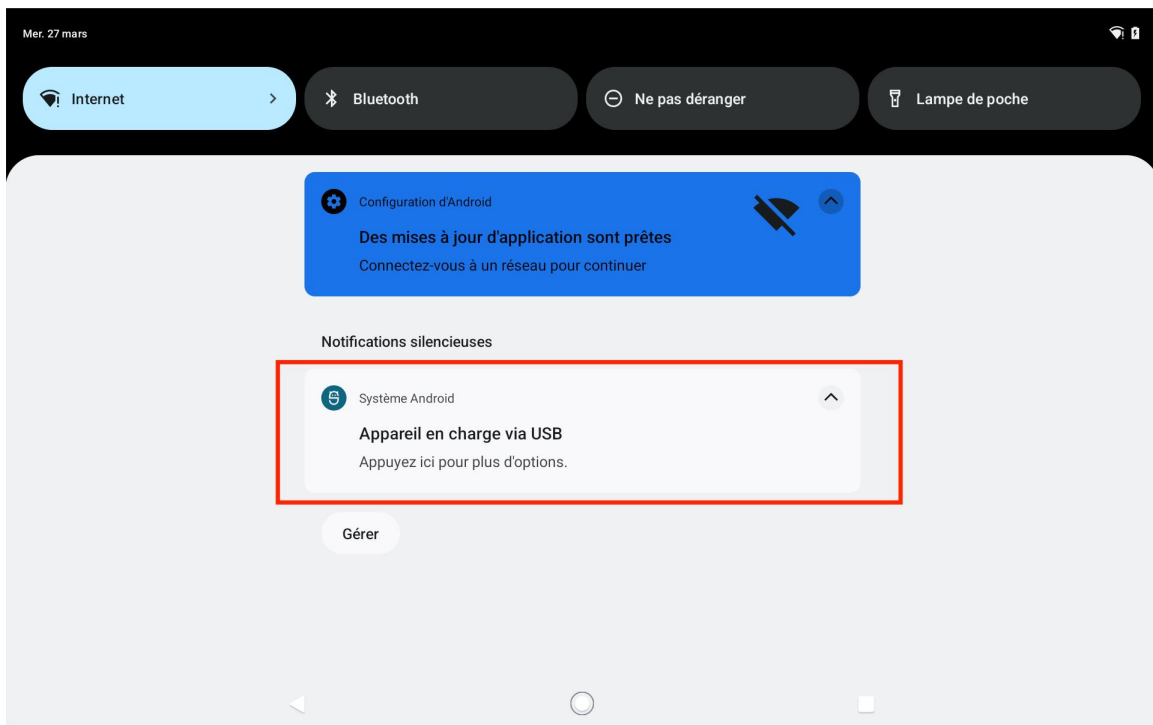 Mer. 27 mars
Internet
Bluetooth
Ne pas déranger
Lampe de poche
Configuration d'Android
Des mises à jour d'application sont prêtes
Connectez-vous à un réseau pour continuer
Notifications silencieuses
Système Android
Appareil en charge via USB
Appuyez ici pour plus d'options.
Gérer